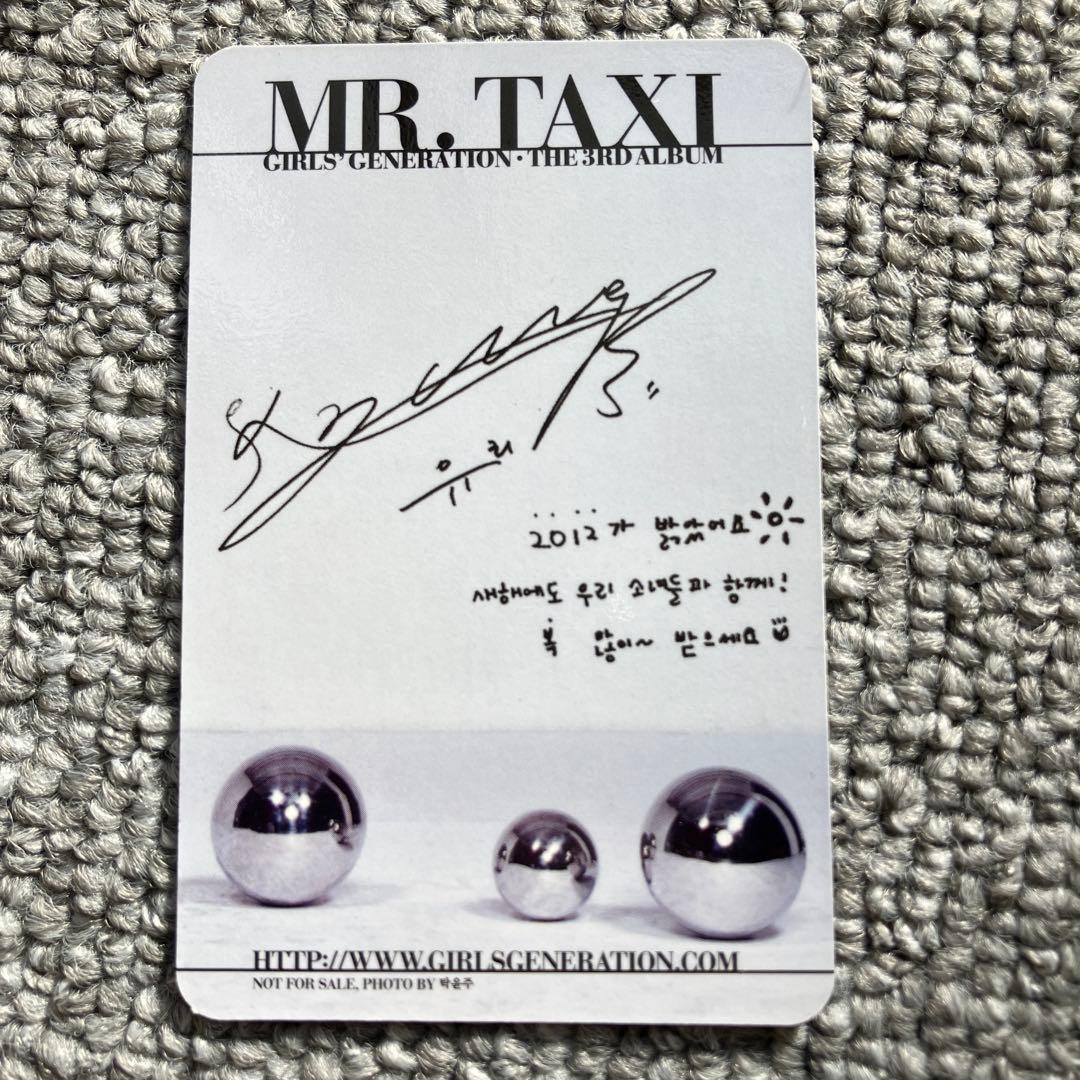 MR. TAXI
GIRLS' GENERATION • THE 3RD ALBUM
유리
2012가 밝았어요
새해에도 우리 소녀들과 함께!
복 많이~ 받으세요
HTTP://WWW.GIRLSGENERATION.COM
NOT FOR SALE, PHOTO BY 박윤주